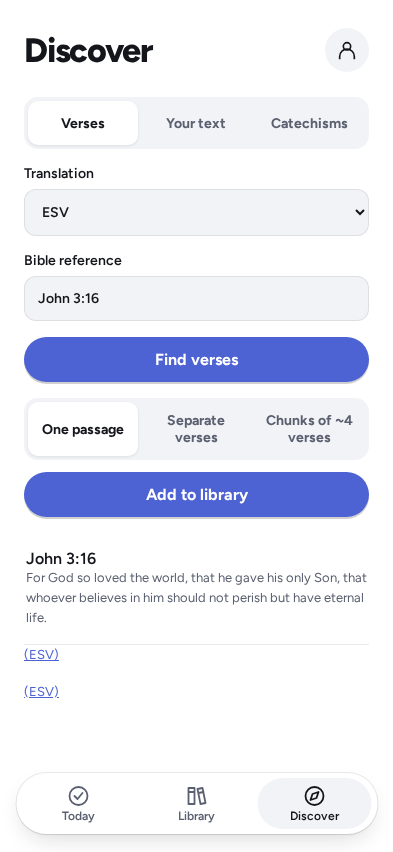 Discover
Verses
Your text
Catechisms
Translation
ESV
Bible reference
John 3:16
Find verses
One passage
Separate
verses
Chunks of ~4
verses
Add to library
John 3:16
For God so loved the world, that he gave his only Son, that
whoever believes in him should not perish but have eternal
life.
(ESV)
(ESV)
Today
Library
Discover